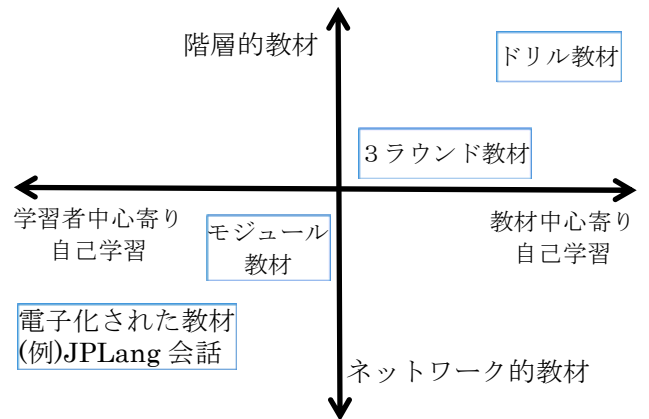 階層的教材
ドリル教材
３ラウンド教材
学習者中心寄り
自己学習
モジュール
教材
教材中心寄り
自己学習
電子化された教材
(例)JPLang 会話
ネットワーク的教材